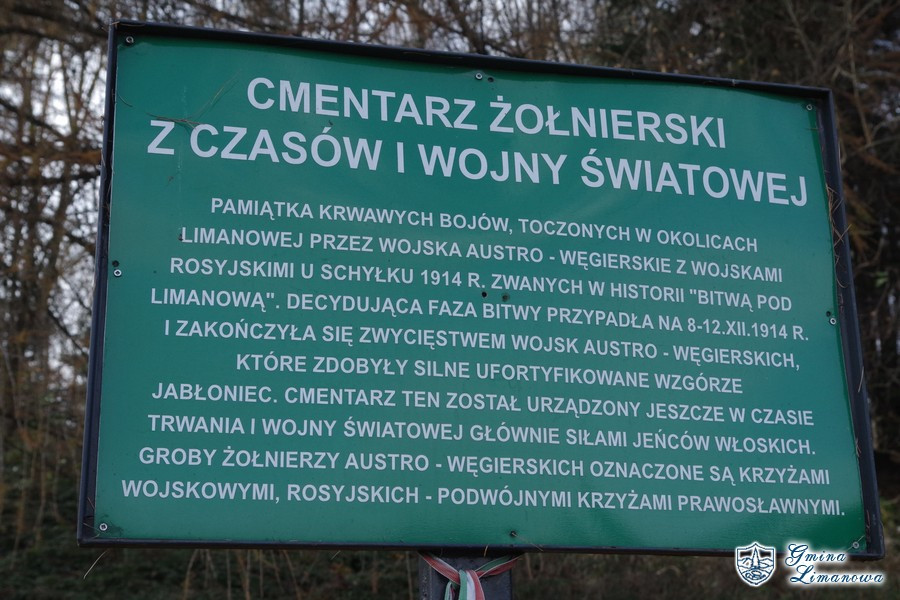 CMENTARZ ŻOŁNIERSKI
Z CZASÓW I WOJNY ŚWIATOWEJ
PAMIĄTKA KRWAWYCH BOJÓW, TOCZONYCH W OKOLICACH
LIMANOWEJ PRZEZ WOJSKA AUSTRO - WĘGIERSKIE Z WOJSKAMI
ROSYJSKIMI U SCHYŁKU 1914 R. ZWANYCH W HISTORII "BITWĄ POD
LIMANOWĄ". DECYDUJĄCA FAZA BITWY PRZYPADŁA NA 8-12.XII.1914 R.
I ZAKOŃCZYŁA SIĘ ZWYCIĘSTWEM WOJSK AUSTRO - WĘGIERSKICH,
KTÓRE ZDOBYŁY SILNE UFORTYFIKOWANE WZGÓRZE
JABŁONIEC. CMENTARZ TEN ZOSTAŁ URZĄDZONY JESZCZE W CZASIE
TRWANIA I WOJNY ŚWIATOWEJ GŁÓWNIE SIŁAMI JEŃCÓW WŁOSKICH.
GROBY ŻOŁNIERZY AUSTRO - WĘGIERSKICH OZNACZONE SĄ KRZYŻAMI
WOJSKOWYMI, ROSYJSKICH - PODWÓJNYMI KRZYŻAMI PRAWOSŁAWNYMI.
Gmina
Limanowa